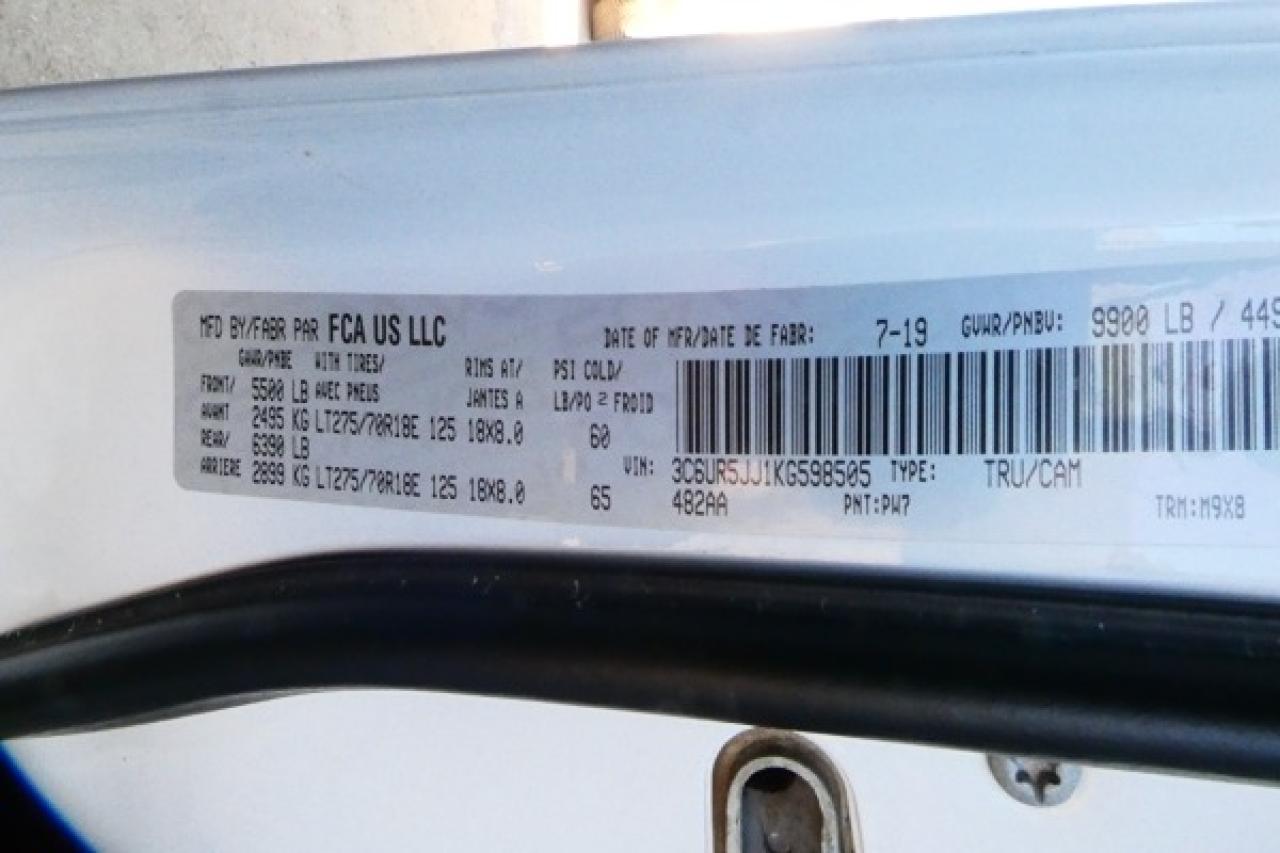 MFD BY/FABR PAR FCA US LLC DATE OF MFR/DATE DE FABR: 7-19 GVWR/PNBV: 9900 LB / 449
GAWR/PNBE WITH TIRES/ RIMS AT/ PSI COLD/
FRONT/ 5500 LB AVEC PNEUS JANTES A LB/PO 2 FROID
AVANT 2495 KG LT275/70R18E 125 18X8.0 60
REAR/ 6390 LB
ARRIERE 2899 KG LT275/70R18E 125 18X8.0 65
VIN: 3C6UR5JJ1KG598505 TYPE: TRU/CAM
482AA PNT:PW7 TRM:M9X8